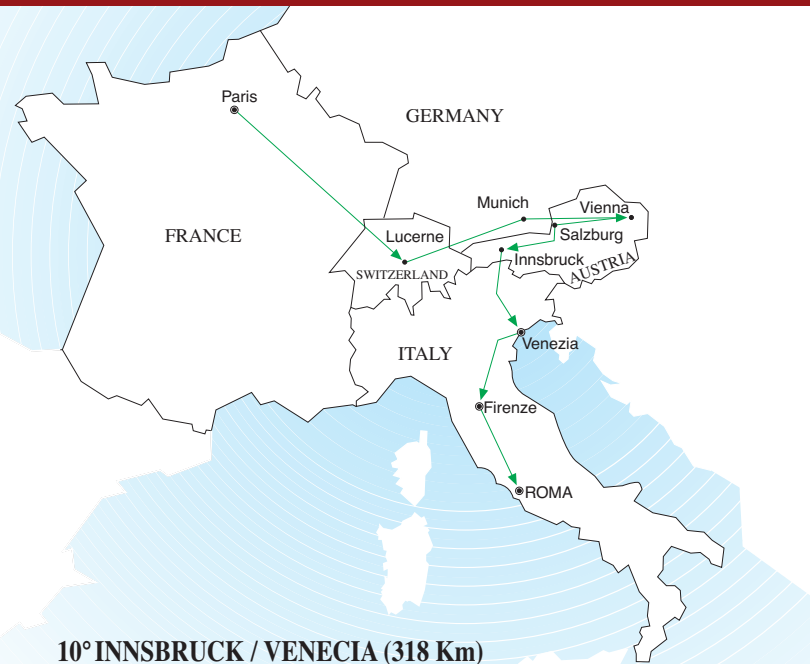 Paris
GERMANY
Munich
Vienna
FRANCE
Lucerne
Salzburg
Innsbruck
SWITZERLAND
AUSTRIA
Venezia
ITALY
Firenze
ROMA
10° INNSBRUCK / VENECIA (318 Km)